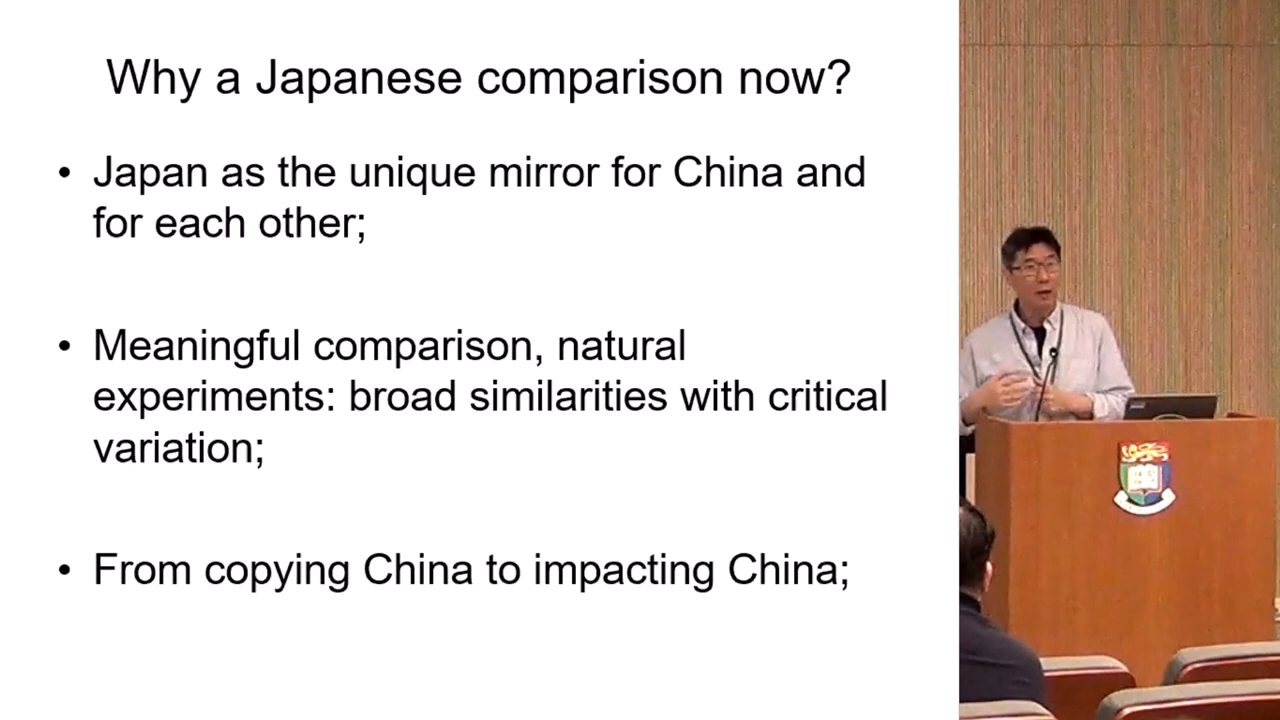 Why a Japanese comparison now?
• Japan as the unique mirror for China and
for each other;
• Meaningful comparison, natural
experiments: broad similarities with critical
variation;
• From copying China to impacting China;